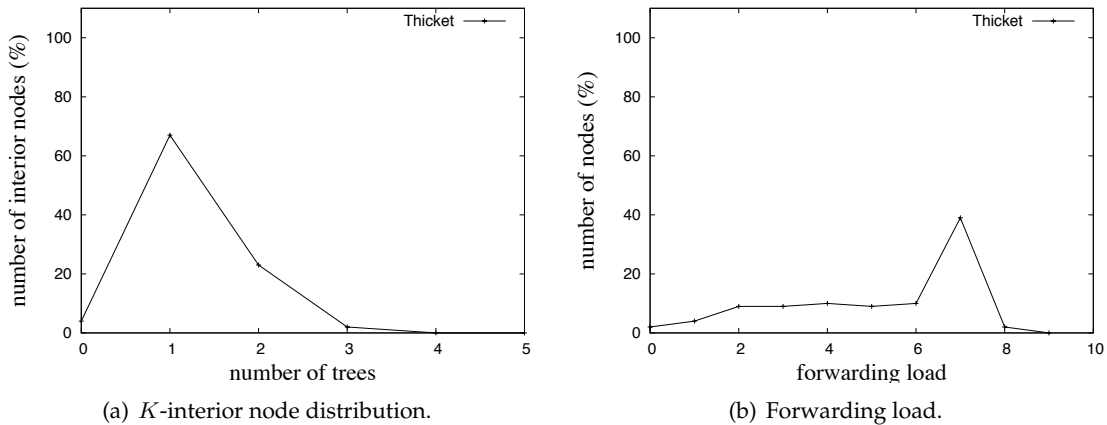 Thicket
100
80
60
40
20
0
number of interior nodes (%)
0 1 2 3 4 5
number of trees
(a) K-interior node distribution.
Thicket
100
80
60
40
20
0
number of nodes (%)
0 2 4 6 8 10
forwarding load
(b) Forwarding load.